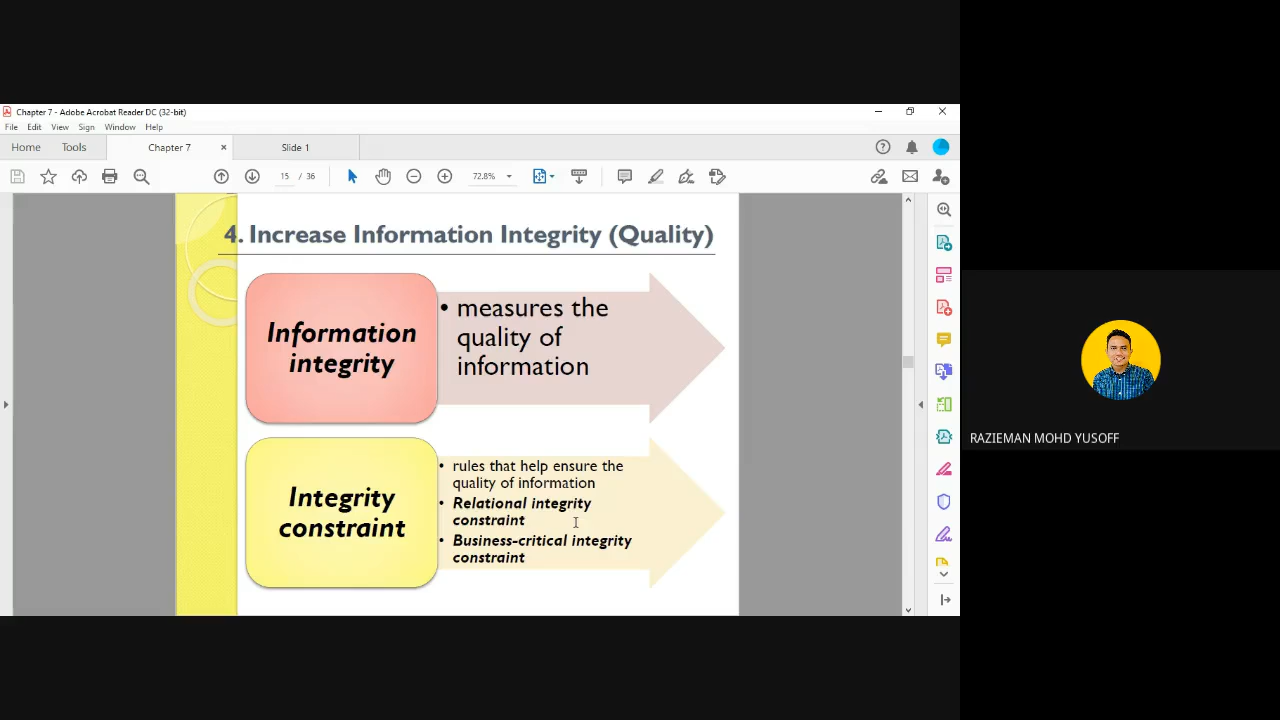 Chapter 7 - Adobe Acrobat Reader DC (32-bit)
File Edit View Sign Window Help
Home Tools Chapter 7 × Slide 1
15 / 36 72.8%
4. Increase Information Integrity (Quality)
Information
integrity
• measures the
quality of
information
Integrity
constraint
• rules that help ensure the
quality of information
• Relational integrity
constraint
• Business-critical integrity
constraint
RAZIEMAN MOHD YUSOFF